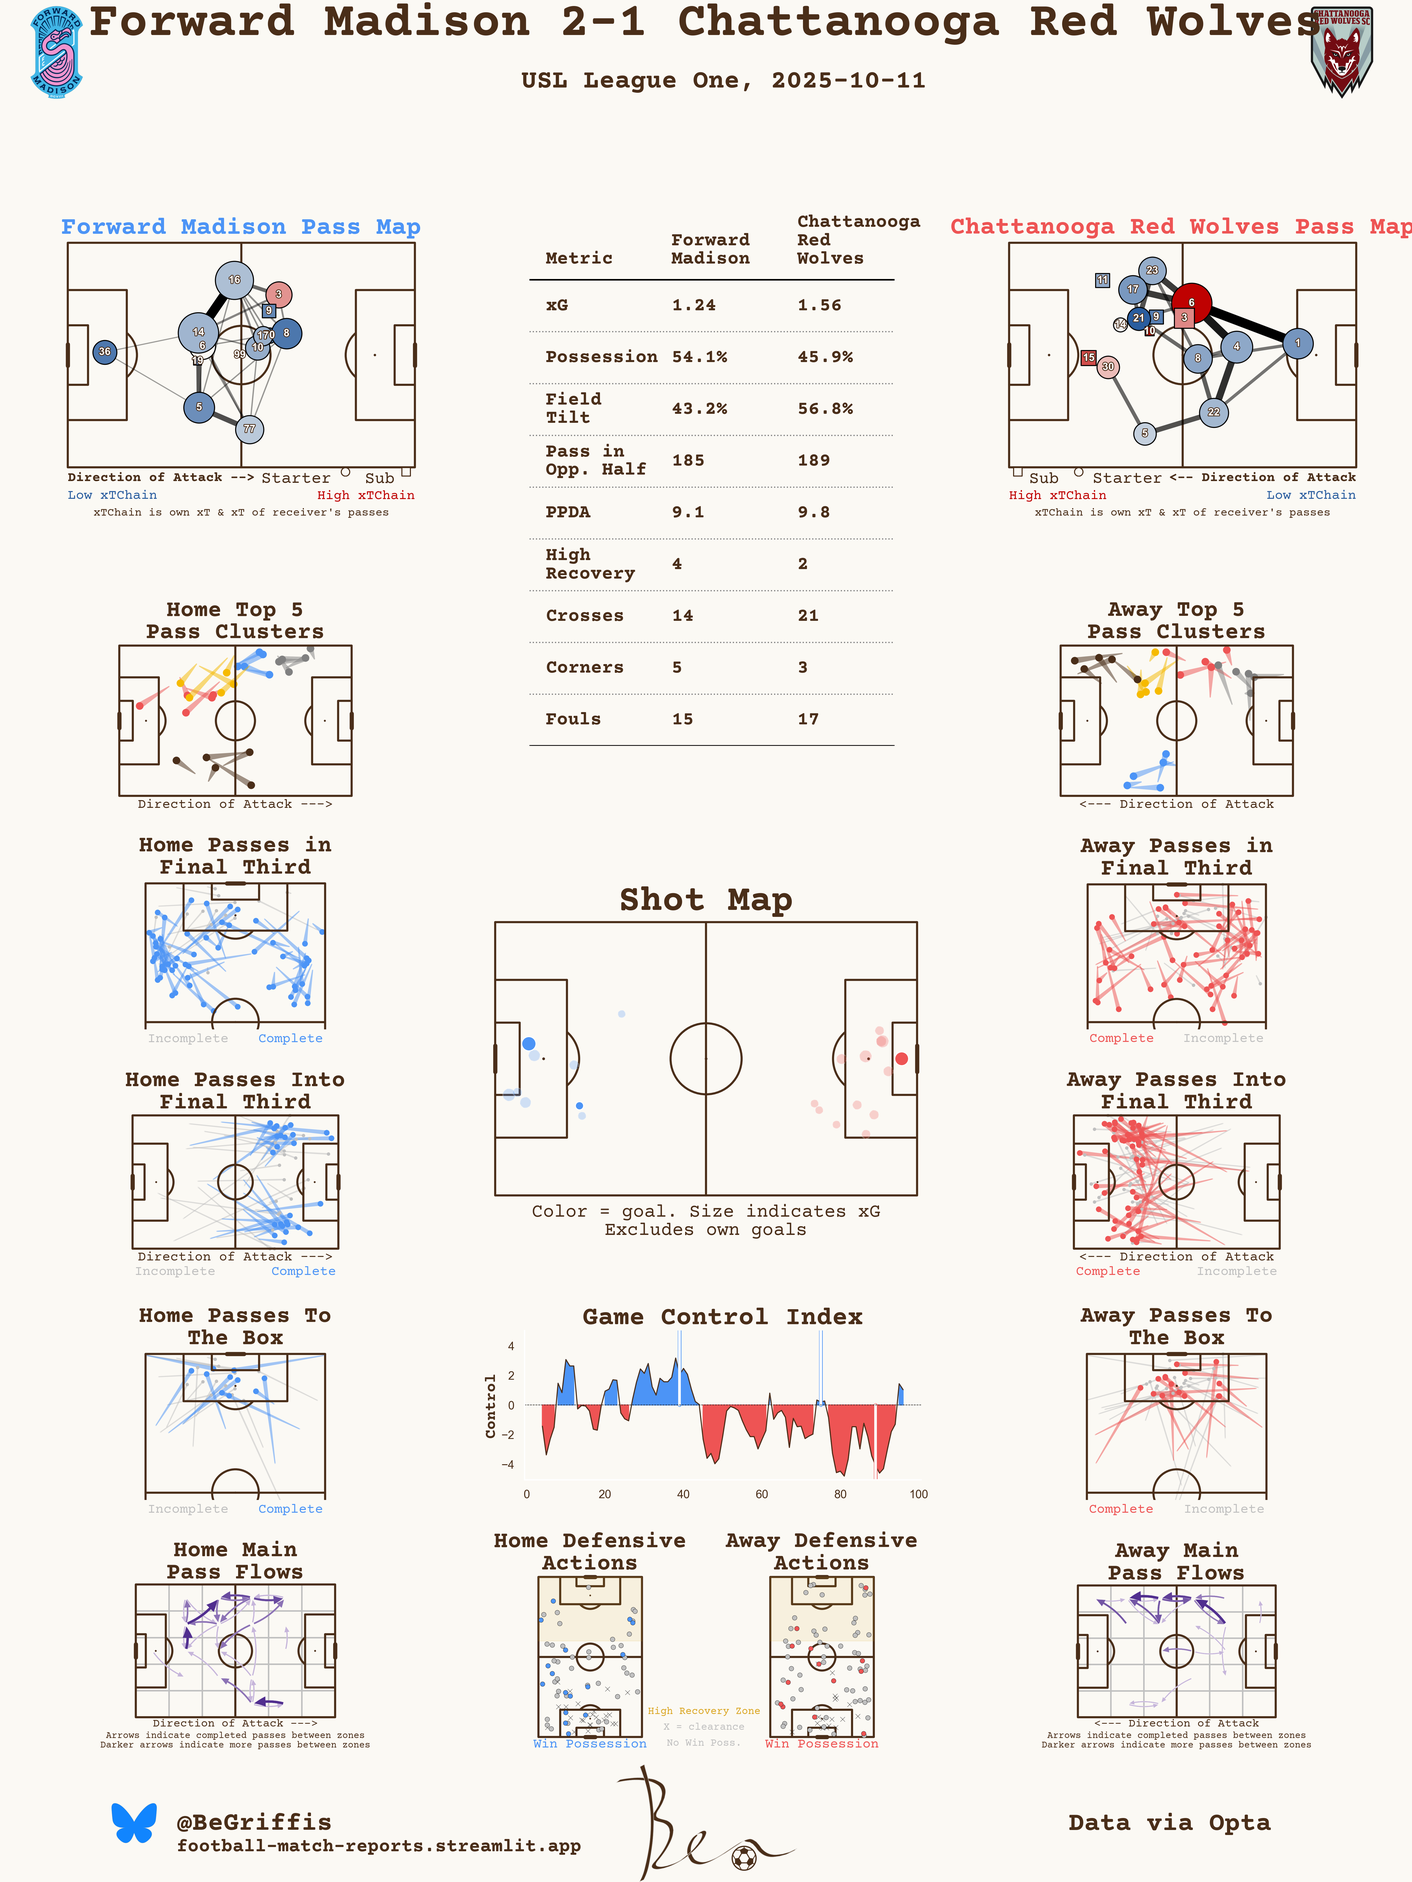 Forward Madison 2-1 Chattanooga Red Wolves
FORWARD
MADISON
CHATTANOOGA
RED WOLVES SC
USL League One, 2025-10-11
Forward Madison Pass Map
16
3
9
14
6
8
10
99
19
36
5
77
Direction of Attack -->
Starter
Sub
Low xTChain
High xTChain
xTChain is own xT & xT of receiver's passes
Metric
Forward
Madison
Chattanooga
Red
Wolves
xG 1.24 1.56
Possession 54.1% 45.9%
Field
Tilt 43.2% 56.8%
Pass in
Opp. Half 185 189
PPDA 9.1 9.8
High
Recovery 4 2
Crosses 14 21
Corners 5 3
Fouls 15 17
Chattanooga Red Wolves Pass Map
11
23
17
6
21
9
3
14
10
15
30
8
4
1
22
5
Sub
Starter
<-- Direction of Attack
High xTChain
Low xTChain
xTChain is own xT & xT of receiver's passes
Home Top 5
Pass Clusters
Direction of Attack --->
Away Top 5
Pass Clusters
<--- Direction of Attack
Home Passes in
Final Third
Incomplete
Complete
Away Passes in
Final Third
Complete
Incomplete
Shot Map
Color = goal. Size indicates xG
Excludes own goals
Home Passes Into
Final Third
Direction of Attack --->
Incomplete
Complete
Away Passes Into
Final Third
<--- Direction of Attack
Complete
Incomplete
Home Passes To
The Box
Incomplete
Complete
Game Control Index
Control
4
2
0
−2
−4
0 20 40 60 80 100
Away Passes To
The Box
Complete
Incomplete
Home Main
Pass Flows
Direction of Attack --->
Arrows indicate completed passes between zones
Darker arrows indicate more passes between zones
Home Defensive
Actions
Win Possession
Away Defensive
Actions
Win Possession
High Recovery Zone
X = clearance
No Win Poss.
Away Main
Pass Flows
<--- Direction of Attack
Arrows indicate completed passes between zones
Darker arrows indicate more passes between zones
@BeGriffis
football-match-reports.streamlit.app
Ben
Data via Opta